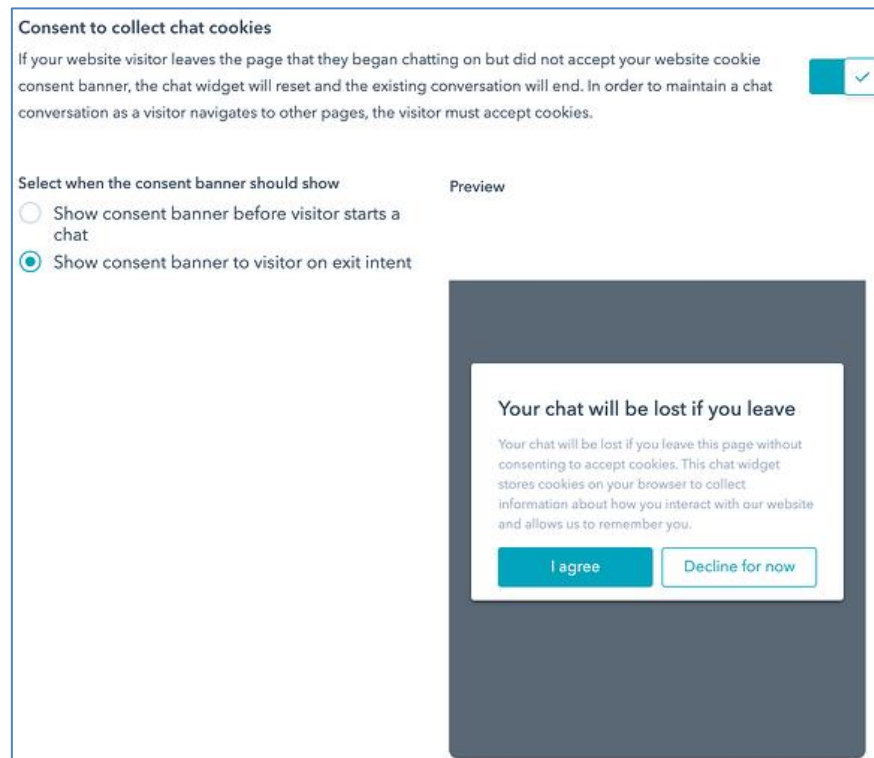 Consent to collect chat cookies
If your website visitor leaves the page that they began chatting on but did not accept your website cookie
consent banner, the chat widget will reset and the existing conversation will end. In order to maintain a chat
conversation as a visitor navigates to other pages, the visitor must accept cookies.
Select when the consent banner should show
Show consent banner before visitor starts a
chat
Show consent banner to visitor on exit intent
Preview
Your chat will be lost if you leave
Your chat will be lost if you leave this page without
consenting to accept cookies. This chat widget
stores cookies on your browser to collect
information about how you interact with our website
and allows us to remember you.
I agree
Decline for now